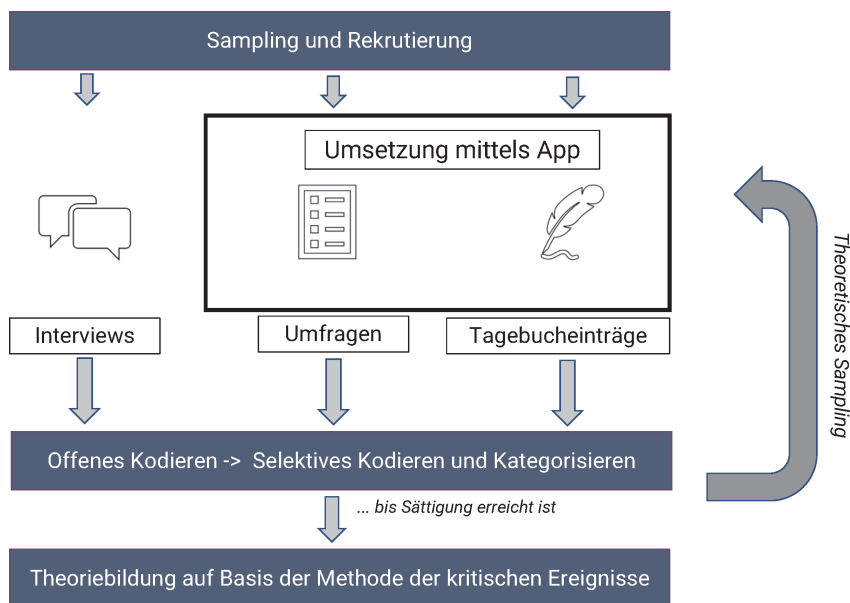 Sampling und Rekrutierung
Umsetzung mittels App
Interviews
Umfragen
Tagebucheinträge
Theoretisches Sampling
Offenes Kodieren -> Selektives Kodieren und Kategorisieren
... bis Sättigung erreicht ist
Theoriebildung auf Basis der Methode der kritischen Ereignisse